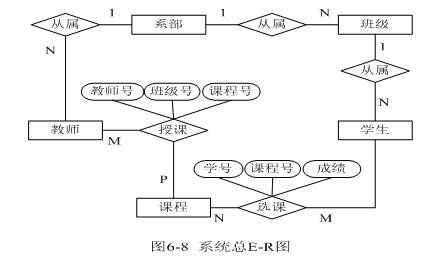 从属 1 系部 1 从属 N 班级
N 1
教师号 班级号 课程号 从属
N
教师 M 授课 学生
P 学号 课程号 成绩
课程 N 选课 M
图6-8 系统总E-R图